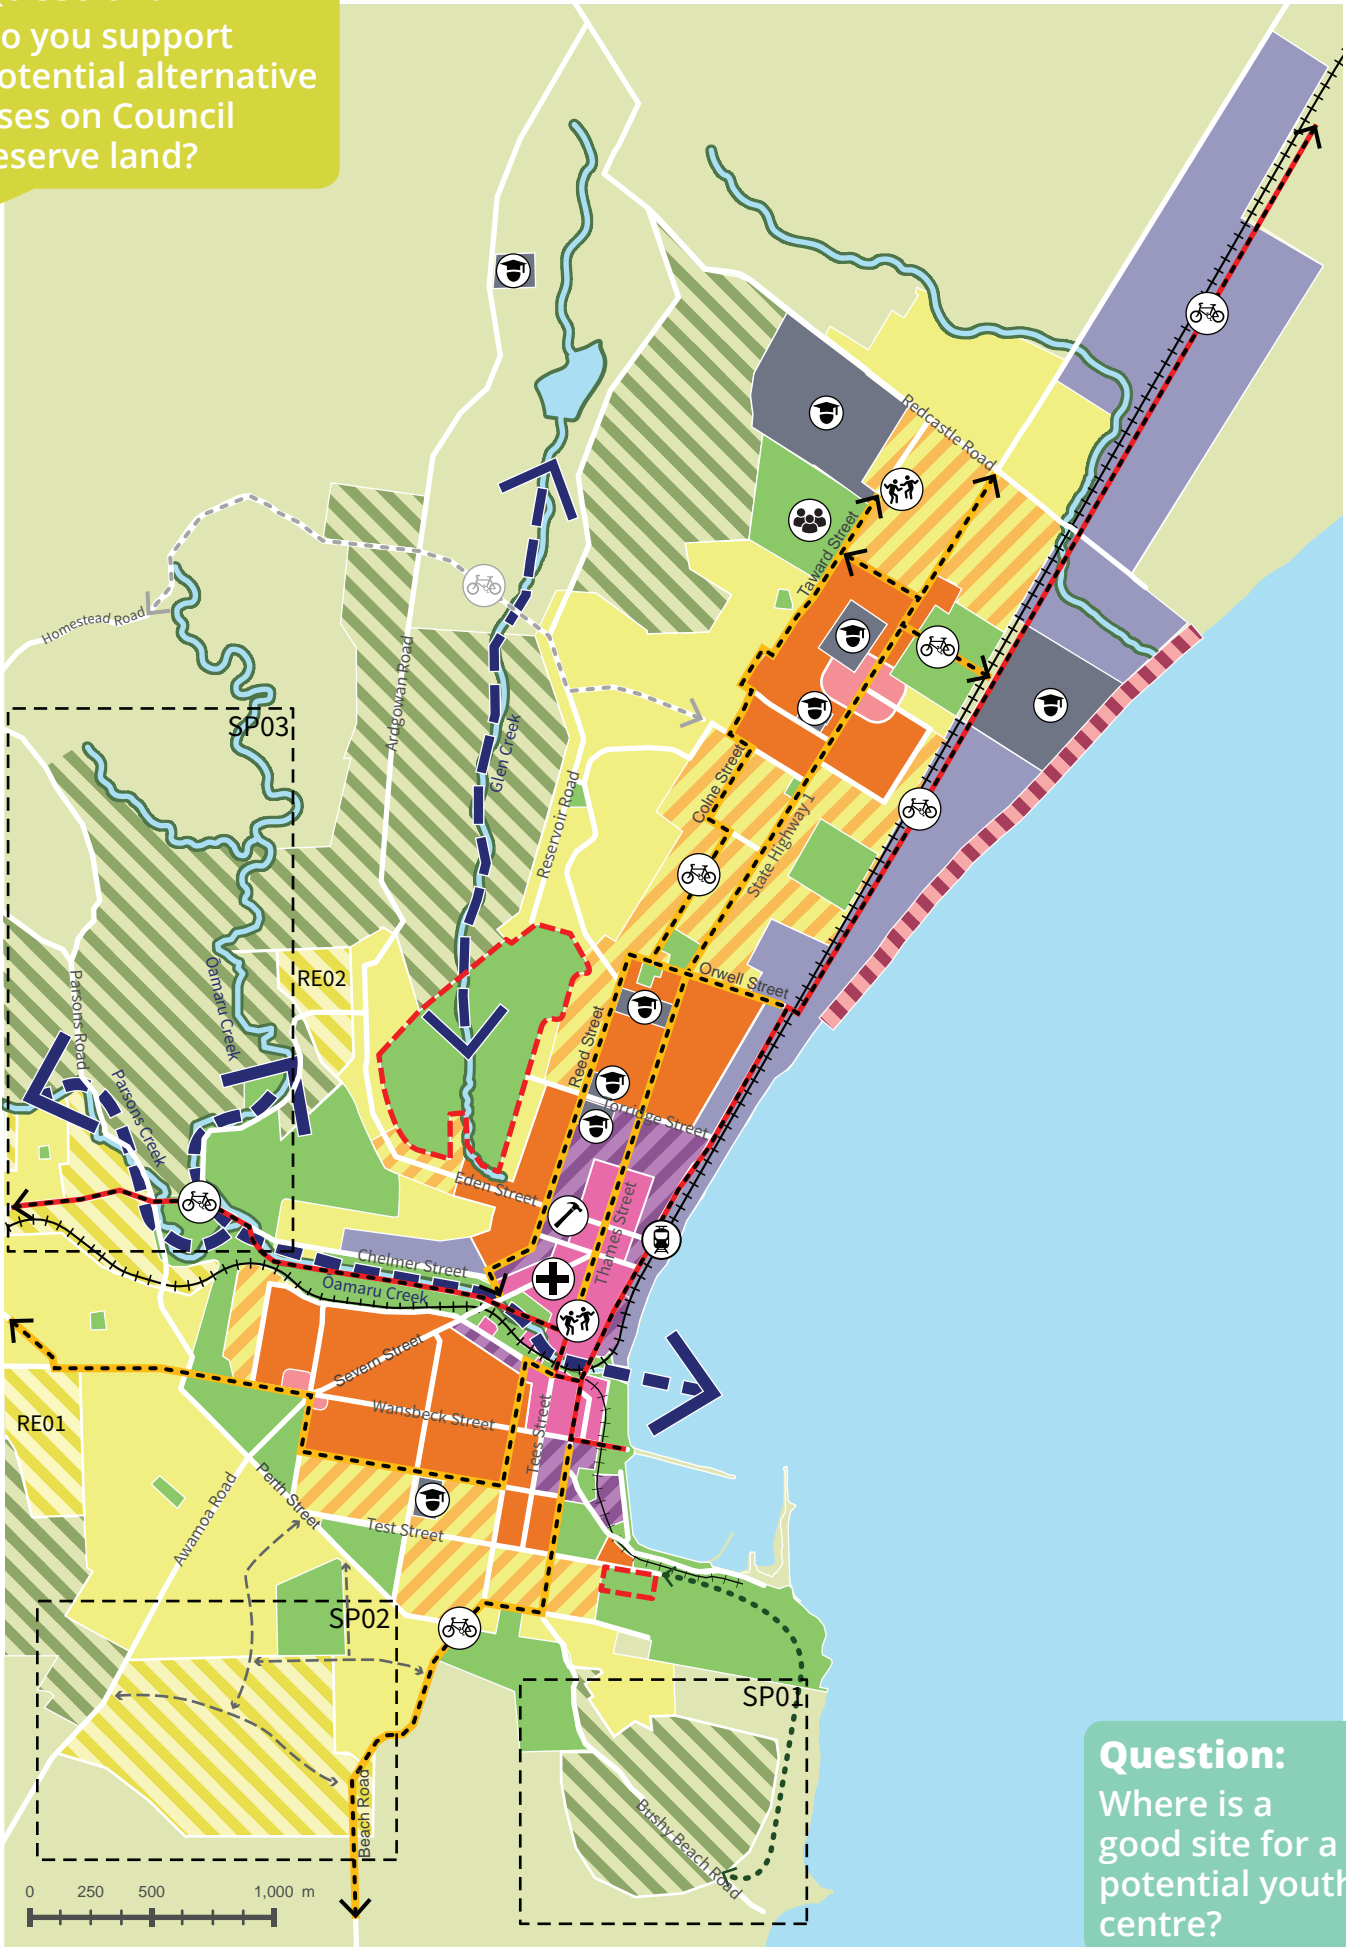 o you support
otential alternative
ses on Council
eserve land?
Redcastle Road
Taward Street
Homestead Road
Ardgowan Road
Glen Creek
SP03
Colne Street
State Highway 1
Reservoir Road
Orwell Street
RE02
Parsons Road
Ōamaru Creek
Reed Street
Parsons Creek
Torridge Street
Eden Street
Thames Street
Chelmer Street
Ōamaru Creek
Severn Street
Wansbeck Street
Tees Street
RE01
Perth Street
Awamoa Road
Test Street
SP02
SP01
Beach Road
Bushy Beach Road
Question:
Where is a
good site for a
potential youth
centre?
0 250 500 1,000 m